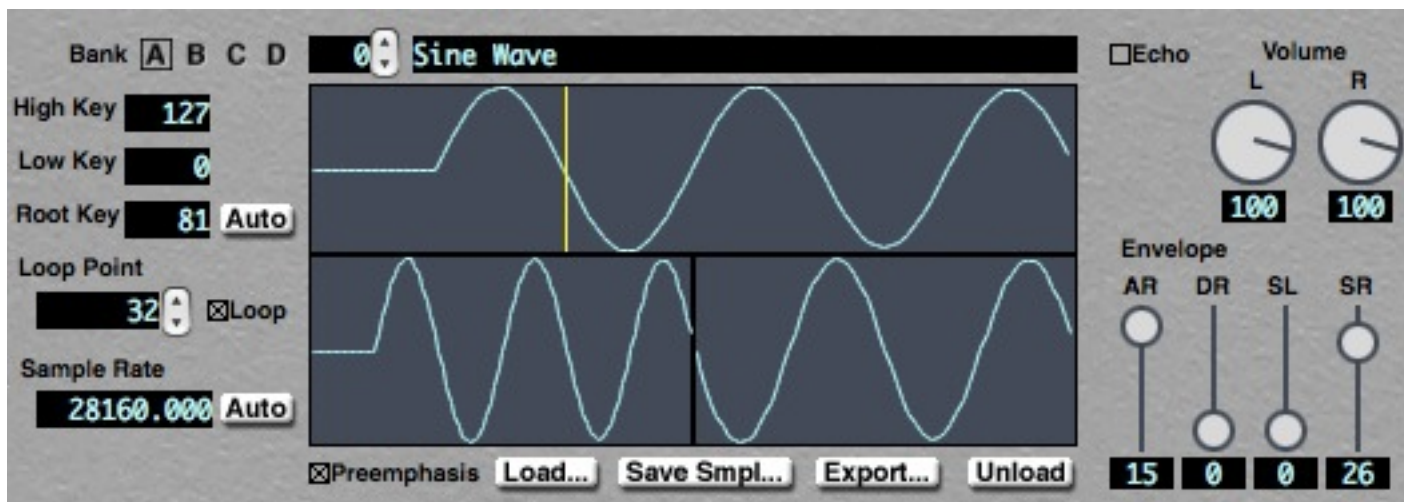 Bank A B C D
0 Sine Wave
High Key 127
Low Key 0
Root Key 81 Auto
Loop Point
32 Loop
Sample Rate
28160.000 Auto
Preemphasis Load... Save Smpl... Export... Unload
Echo Volume
L R
100 100
Envelope
AR DR SL SR
15 0 0 26